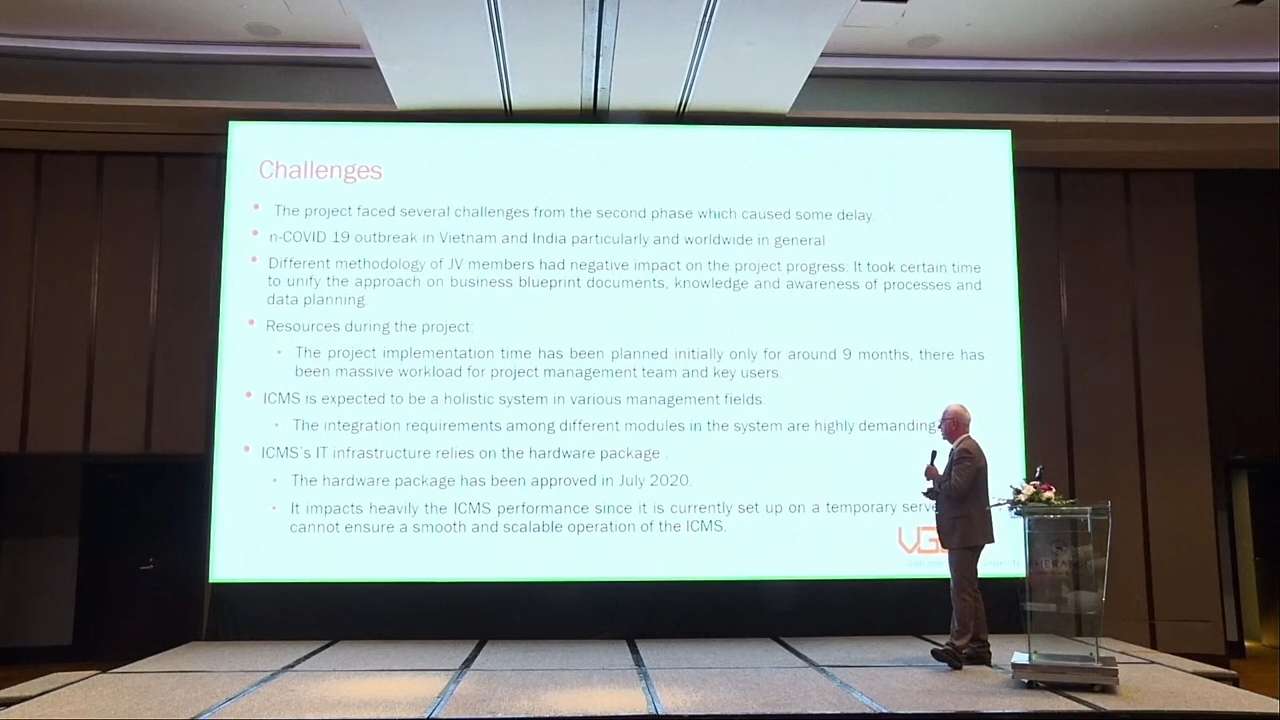 Challenges
The project faced several challenges from the second phase which caused some delay.
n-COVID 19 outbreak in Vietnam and India particularly and worldwide in general
Different methodology of JV members had negative impact on the project progress: It took certain time
to unify the approach on business blueprint documents, knowledge and awareness of processes and
data planning.
Resources during the project:
The project implementation time has been planned initially only for around 9 months, there has
been massive workload for project management team and key users.
ICMS is expected to be a holistic system in various management fields.
The integration requirements among different modules in the system are highly demanding
ICMS's IT infrastructure relies on the hardware package .
The hardware package has been approved in July 2020.
It impacts heavily the ICMS performance since it is currently set up on a temporary serve
cannot ensure a smooth and scalable operation of the ICMS.
VG